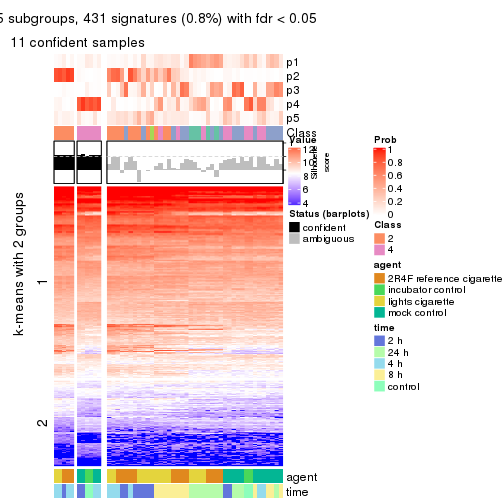 5 subgroups, 431 signatures (0.8%) with fdr < 0.05
11 confident samples
p1
p2
p3
p4
p5
Class
Value
12
10
8
6
4
Silhouette
score
Prob
1
0.8
0.6
0.4
0.2
0
Status (barplots)
confident
ambiguous
Class
2
4
agent
2R4F reference cigarette
incubator control
lights cigarette
mock control
time
2 h
24 h
4 h
8 h
control
k-means with 2 groups
1
2
agent
time